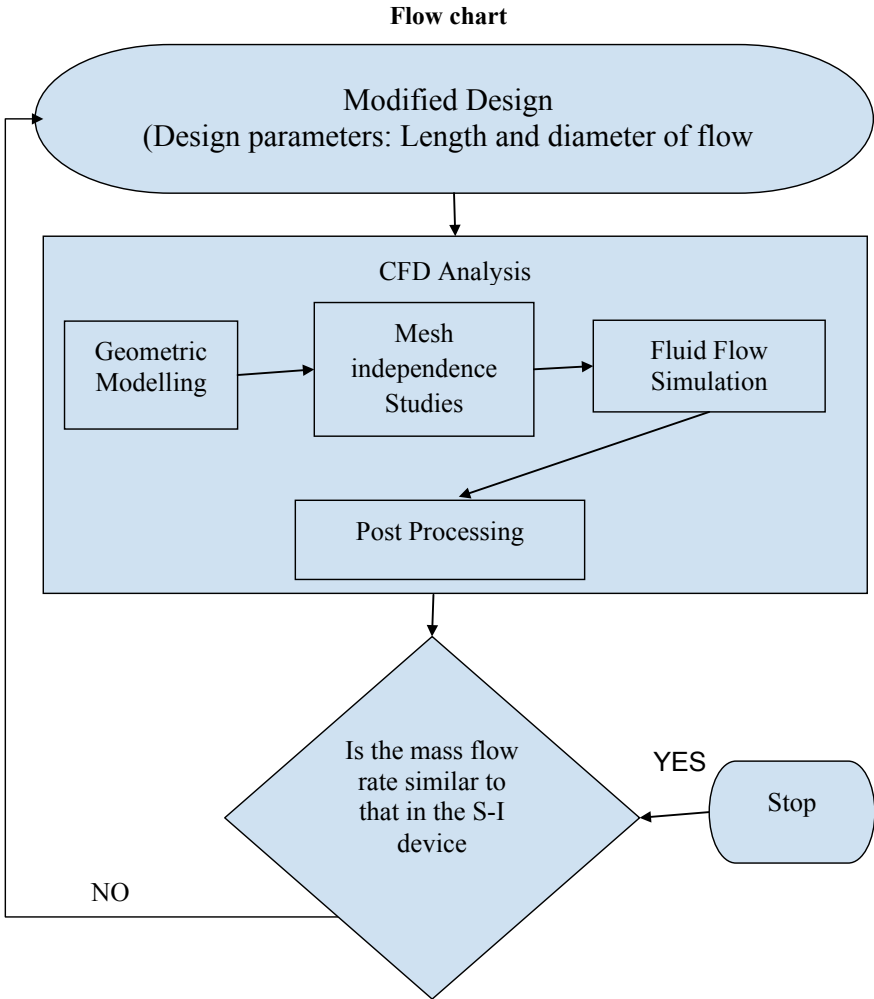 Flow chart
Modified Design
(Design parameters: Length and diameter of flow
CFD Analysis
Geometric
Modelling
Mesh
independence
Studies
Fluid Flow
Simulation
Post Processing
Is the mass flow
rate similar to
that in the S-I
device
YES
Stop
NO